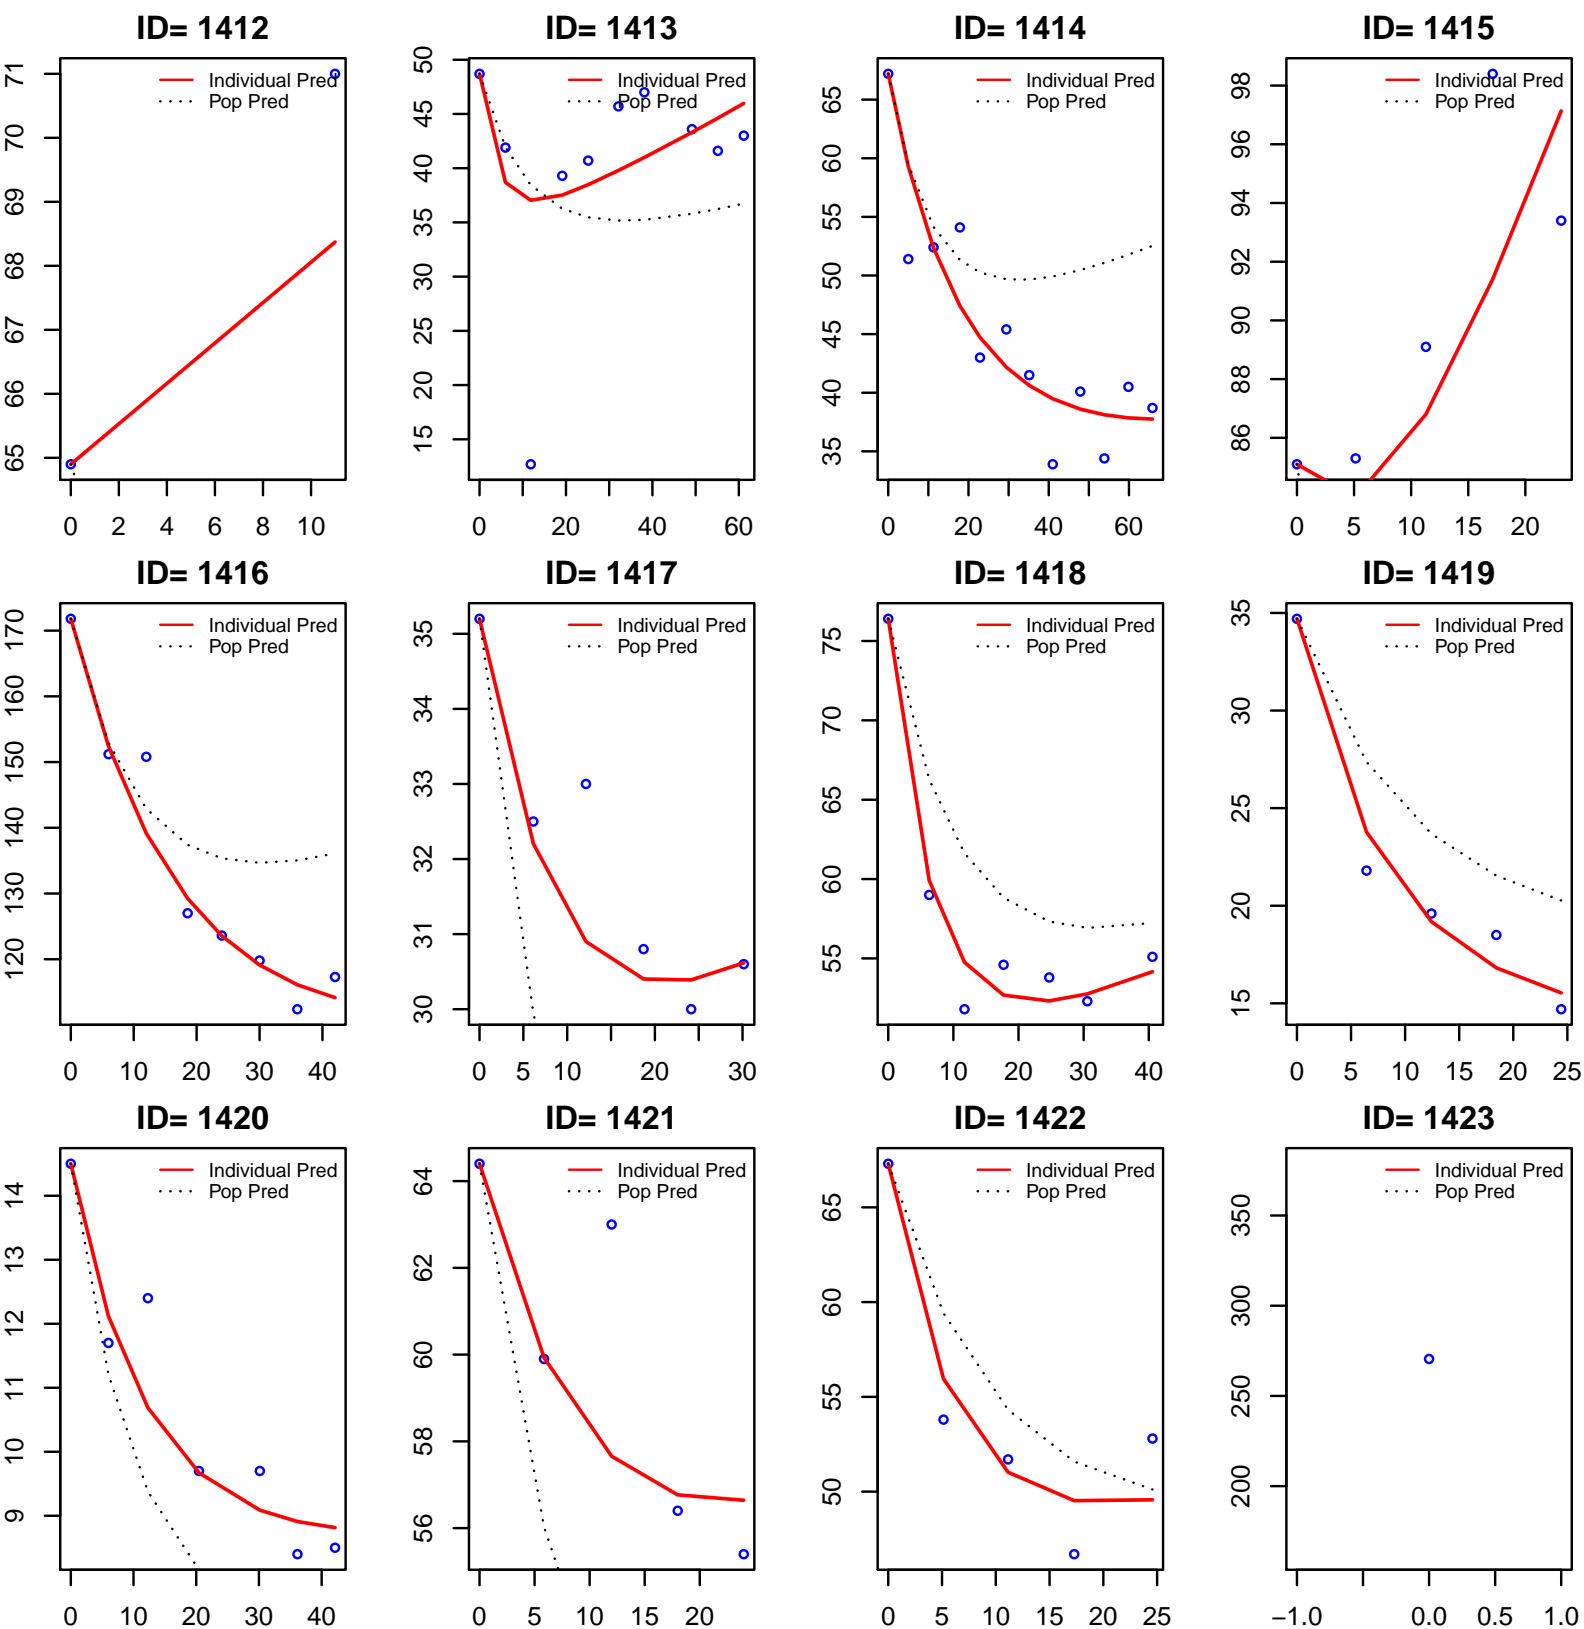 ID= 1412
Individual Pred
Pop Pred
71
70
69
68
67
66
65
0 2 4 6 8 10
ID= 1413
Individual Pred
Pop Pred
50
45
40
35
30
25
20
15
0 20 40 60
ID= 1414
Individual Pred
Pop Pred
65
60
55
50
45
40
35
0 20 40 60
ID= 1415
Individual Pred
Pop Pred
98
96
94
92
90
88
86
0 5 10 15 20
ID= 1416
Individual Pred
Pop Pred
170
160
150
140
130
120
0 10 20 30 40
ID= 1417
Individual Pred
Pop Pred
35
34
33
32
31
30
0 5 10 20 30
ID= 1418
Individual Pred
Pop Pred
75
70
65
60
55
0 10 20 30 40
ID= 1419
Individual Pred
Pop Pred
35
30
25
20
15
0 5 10 15 20 25
ID= 1420
Individual Pred
Pop Pred
14
13
12
11
10
9
0 10 20 30 40
ID= 1421
Individual Pred
Pop Pred
64
62
60
58
56
0 5 10 15 20
ID= 1422
Individual Pred
Pop Pred
65
60
55
50
0 5 10 15 20 25
ID= 1423
Individual Pred
Pop Pred
350
300
250
200
−1.0 0.0 0.5 1.0